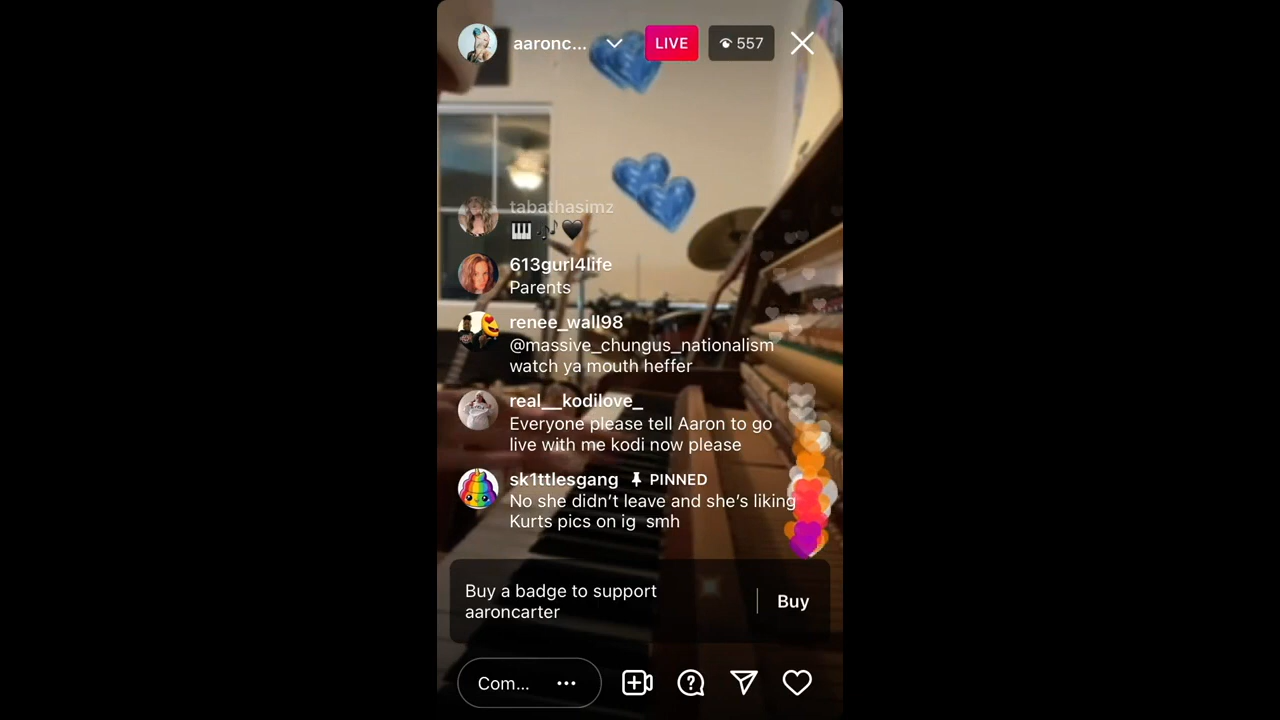 aaronc...
LIVE
557
tabathasimz
613gurl4life
Parents
renee_wall98
@massive_chungus_nationalism
watch ya mouth heffer
real__kodilove_
Everyone please tell Aaron to go
live with me kodi now please
sk1ttlesgang PINNED
No she didn’t leave and she’s liking
Kurts pics on ig smh
Buy a badge to support
aaroncarter
Buy
Com...